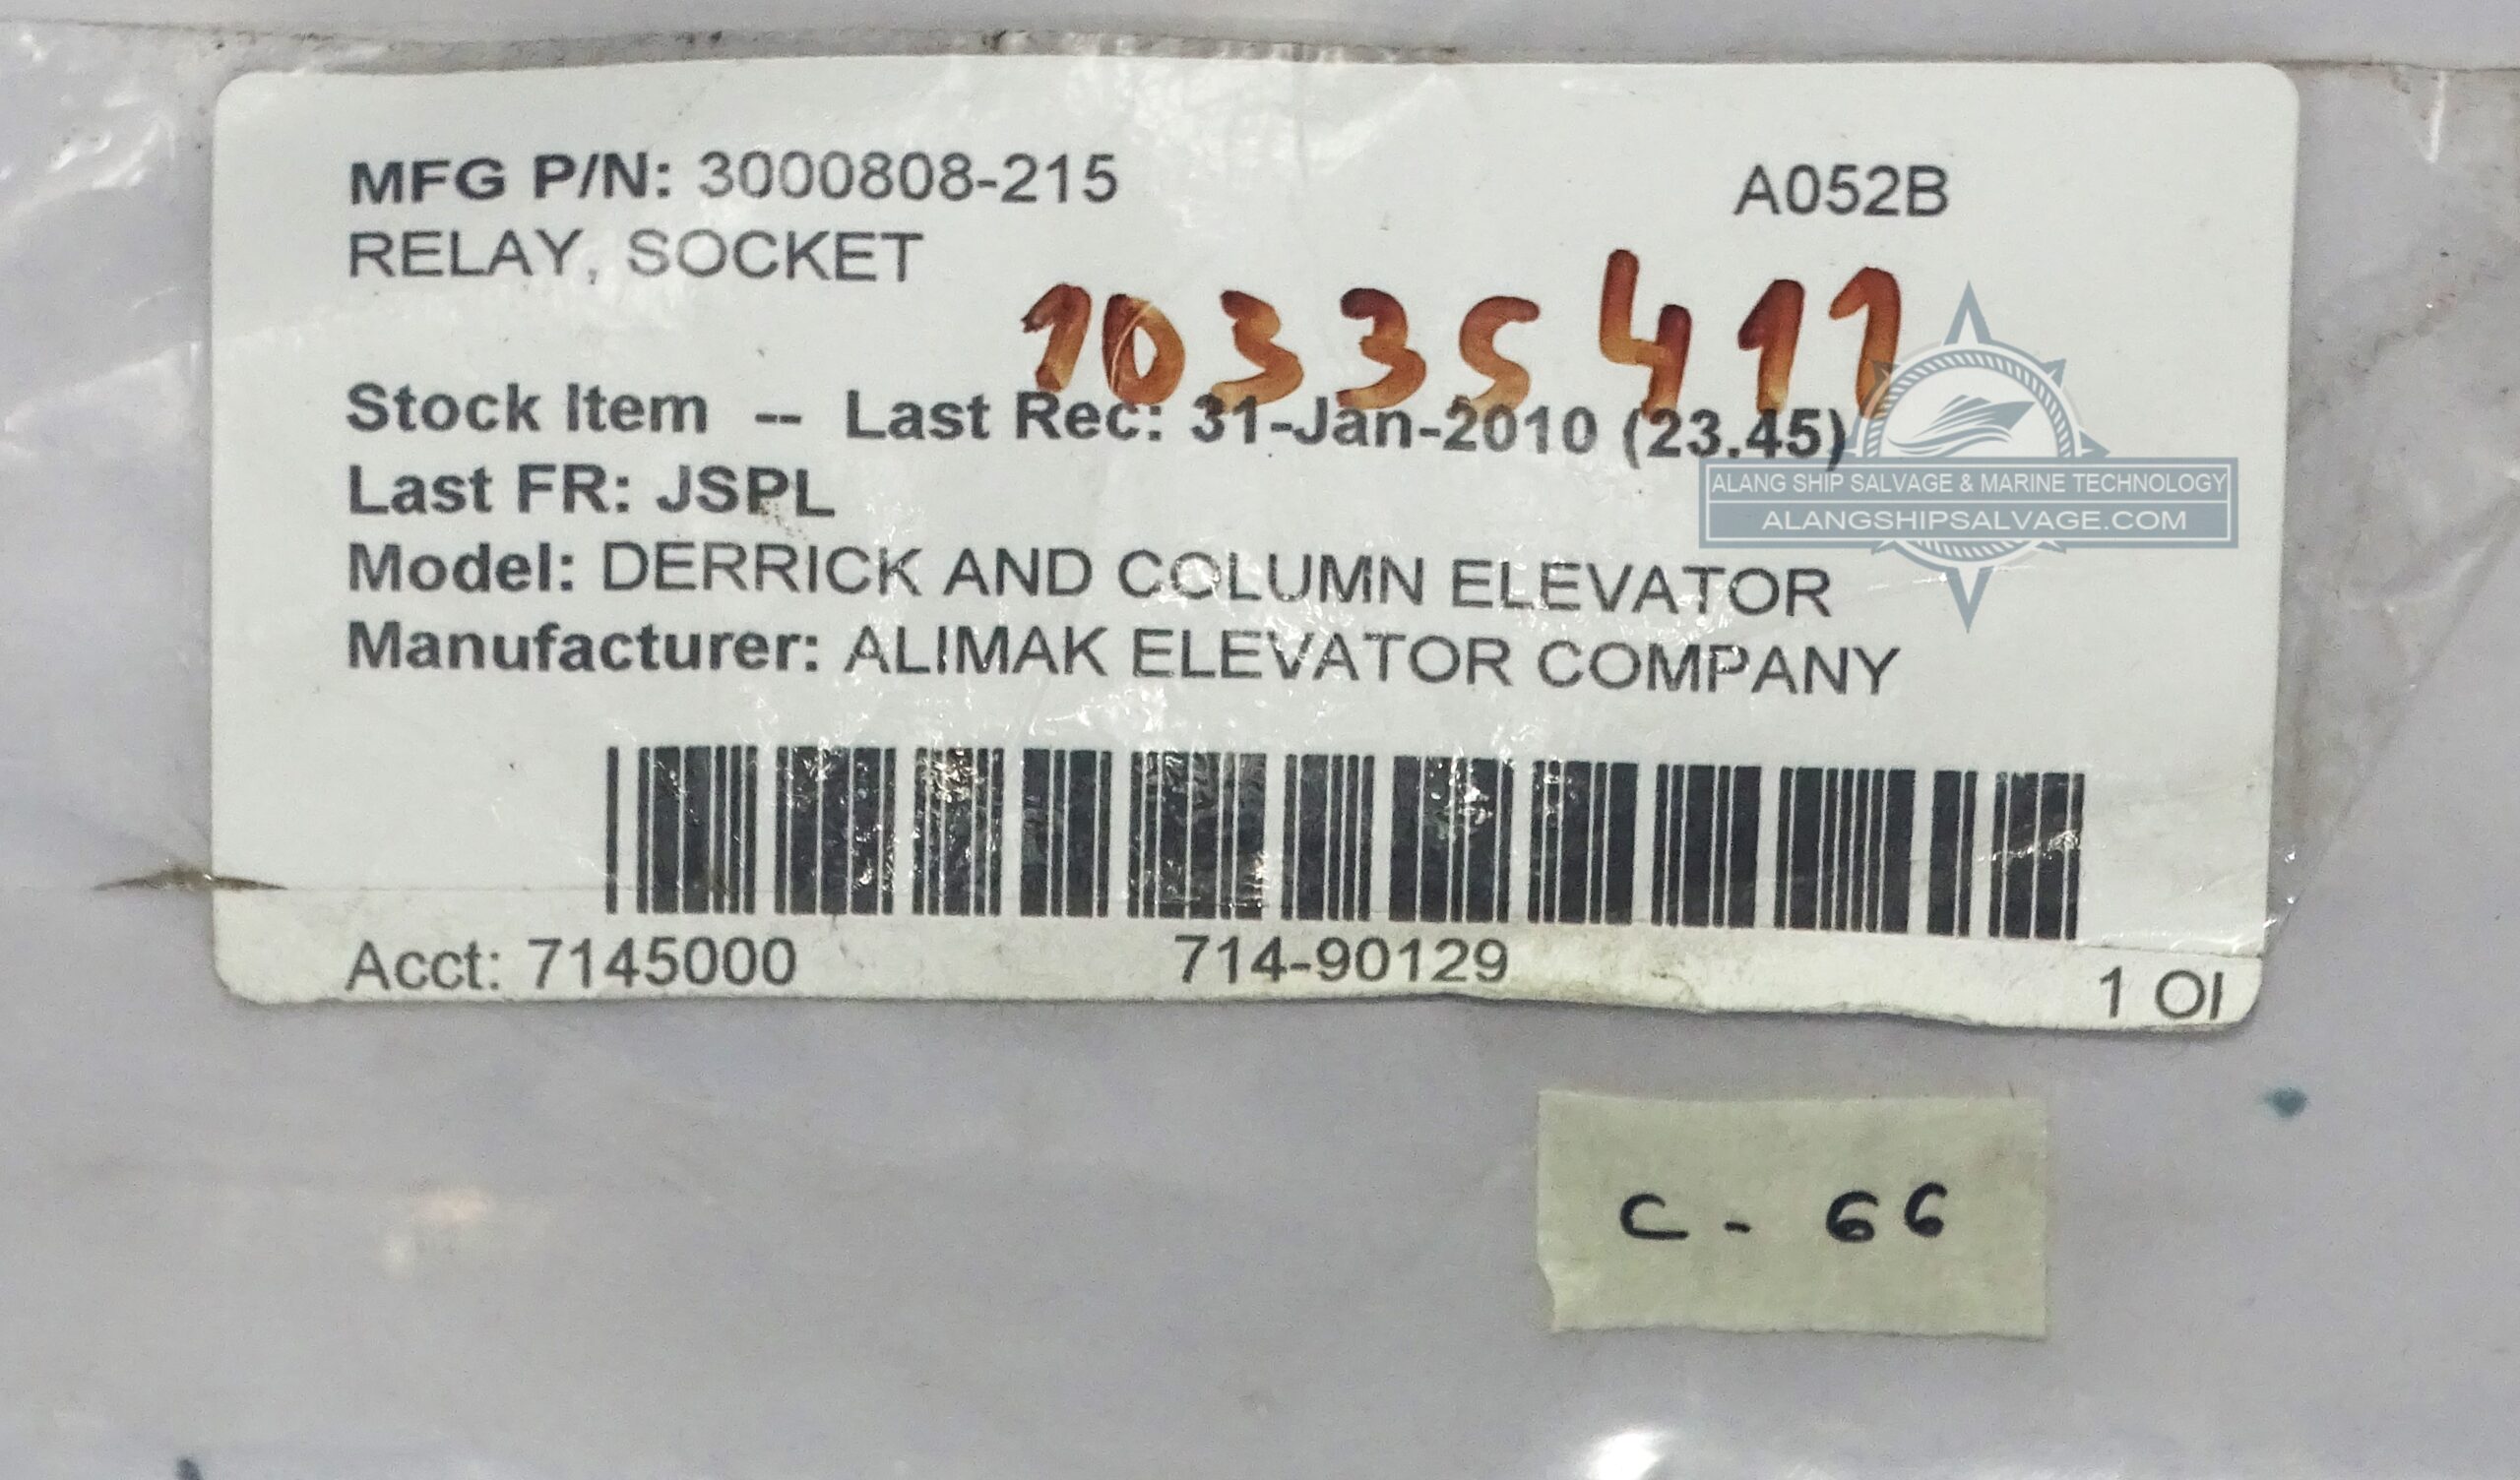 MFG P/N: 3000808-215 A052B
RELAY, SOCKET
10335411
Stock Item -- Last Rec: 31-Jan-2010 (23.45)
Last FR: JSPL
Model: DERRICK AND COLUMN ELEVATOR
Manufacturer: ALIMAK ELEVATOR COMPANY
ALANG SHIP SALVAGE & MARINE TECHNOLOGY
ALANGSHIPSALVAGE.COM
Acct: 7145000 714-90129 1 OI
C - 66